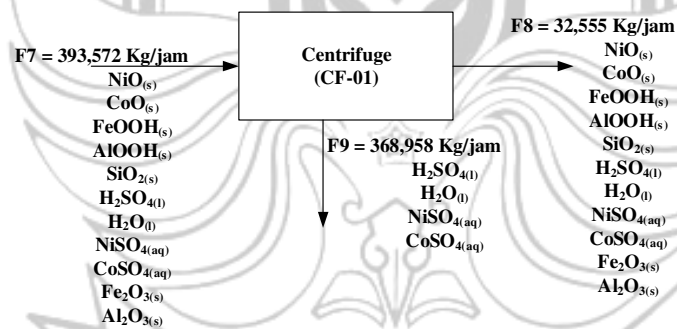 F7 = 393,572 Kg/jam
NiO(s)
CoO(s)
FeOOH(s)
AlOOH(s)
SiO2(s)
H2SO4(l)
H2O(l)
NiSO4(aq)
CoSO4(aq)
Fe2O3(s)
Al2O3(s)
Centrifuge
(CF-01)
F9 = 368,958 Kg/jam
H2SO4(l)
H2O(l)
NiSO4(aq)
CoSO4(aq)
F8 = 32,555 Kg/jam
NiO(s)
CoO(s)
FeOOH(s)
AlOOH(s)
SiO2(s)
H2SO4(l)
H2O(l)
NiSO4(aq)
CoSO4(aq)
Fe2O3(s)
Al2O3(s)